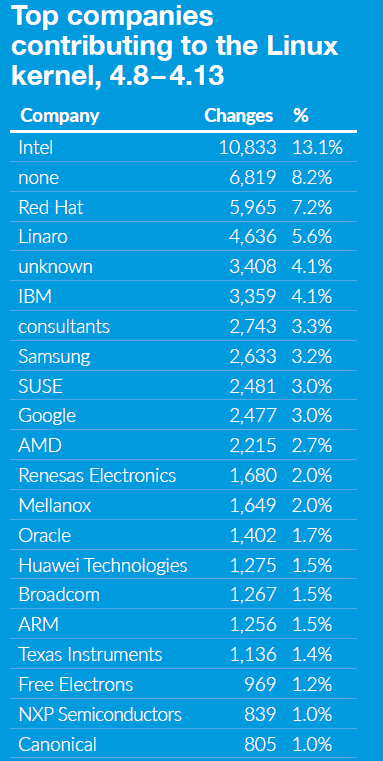 Top companies
contributing to the Linux
kernel, 4.8–4.13
Company Changes %
Intel 10,833 13.1%
none 6,819 8.2%
Red Hat 5,965 7.2%
Linaro 4,636 5.6%
unknown 3,408 4.1%
IBM 3,359 4.1%
consultants 2,743 3.3%
Samsung 2,633 3.2%
SUSE 2,481 3.0%
Google 2,477 3.0%
AMD 2,215 2.7%
Renesas Electronics 1,680 2.0%
Mellanox 1,649 2.0%
Oracle 1,402 1.7%
Huawei Technologies 1,275 1.5%
Broadcom 1,267 1.5%
ARM 1,256 1.5%
Texas Instruments 1,136 1.4%
Free Electrons 969 1.2%
NXP Semiconductors 839 1.0%
Canonical 805 1.0%